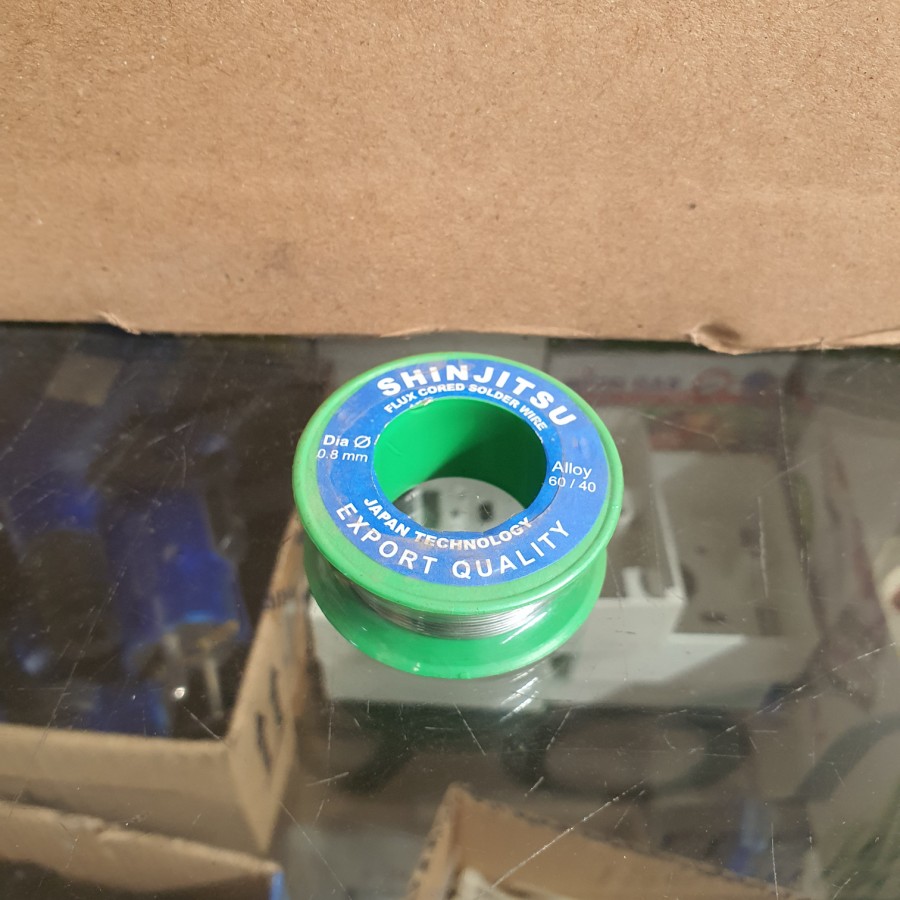 SHiNJITSU
FLUX CORED SOLDER WIRE
Dia Ø
0.8 mm
Alloy
60 / 40
JAPAN TECHNOLOGY
EXPORT QUALITY